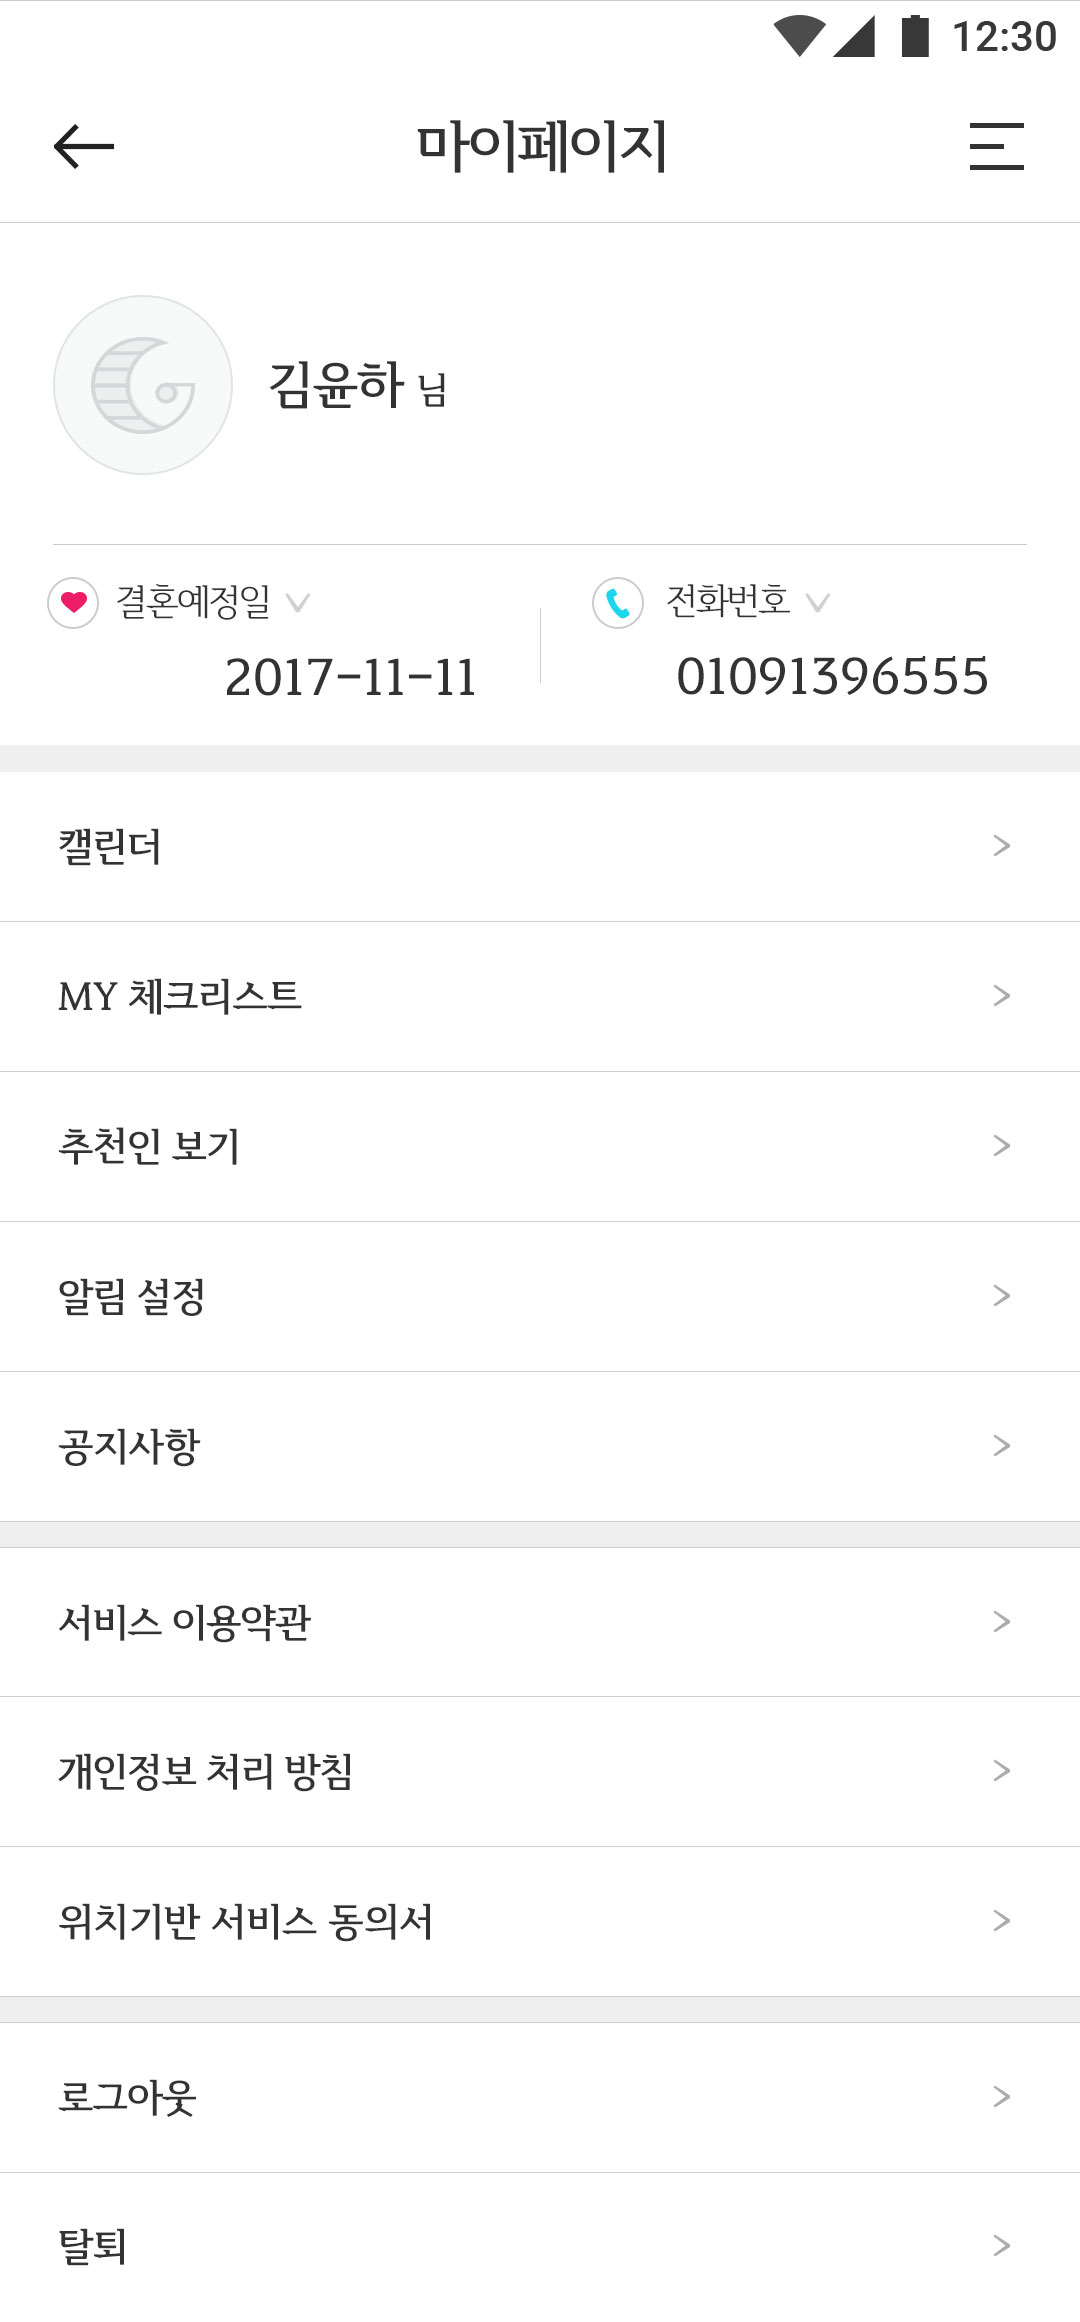 12:30
마이페이지
김윤하 님
결혼예정일
2017-11-11
전화번호
01091396555
캘린더
MY 체크리스트
추천인 보기
알림 설정
공지사항
서비스 이용약관
개인정보 처리 방침
위치기반 서비스 동의서
로그아웃
탈퇴